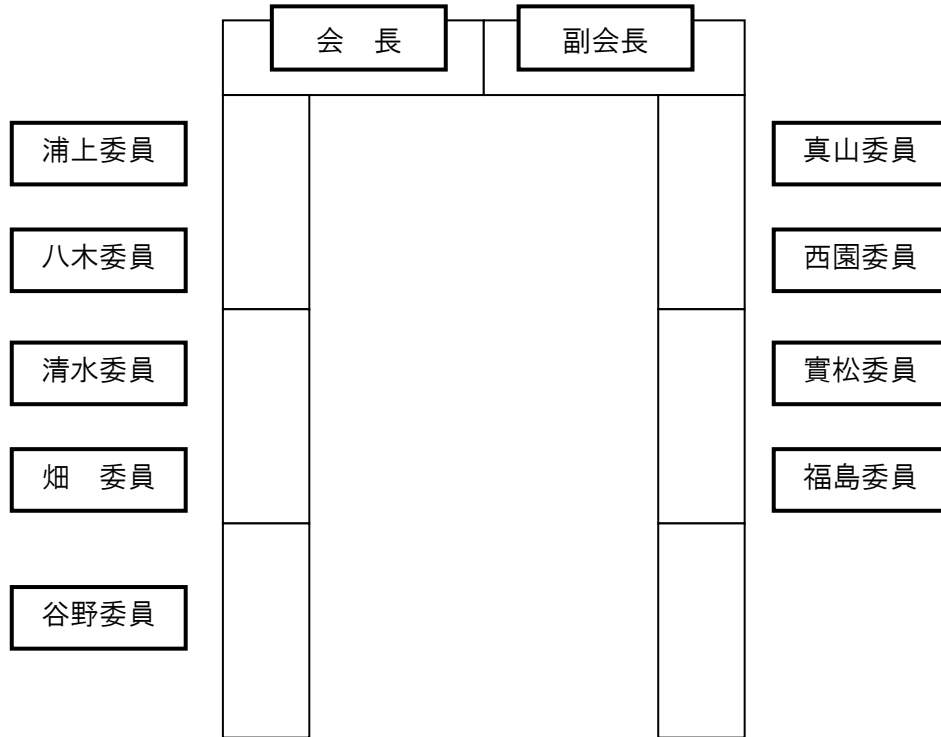 会　長
副会長
浦上委員
真山委員
八木委員
西園委員
清水委員
實松委員
畑　委員
福島委員
谷野委員